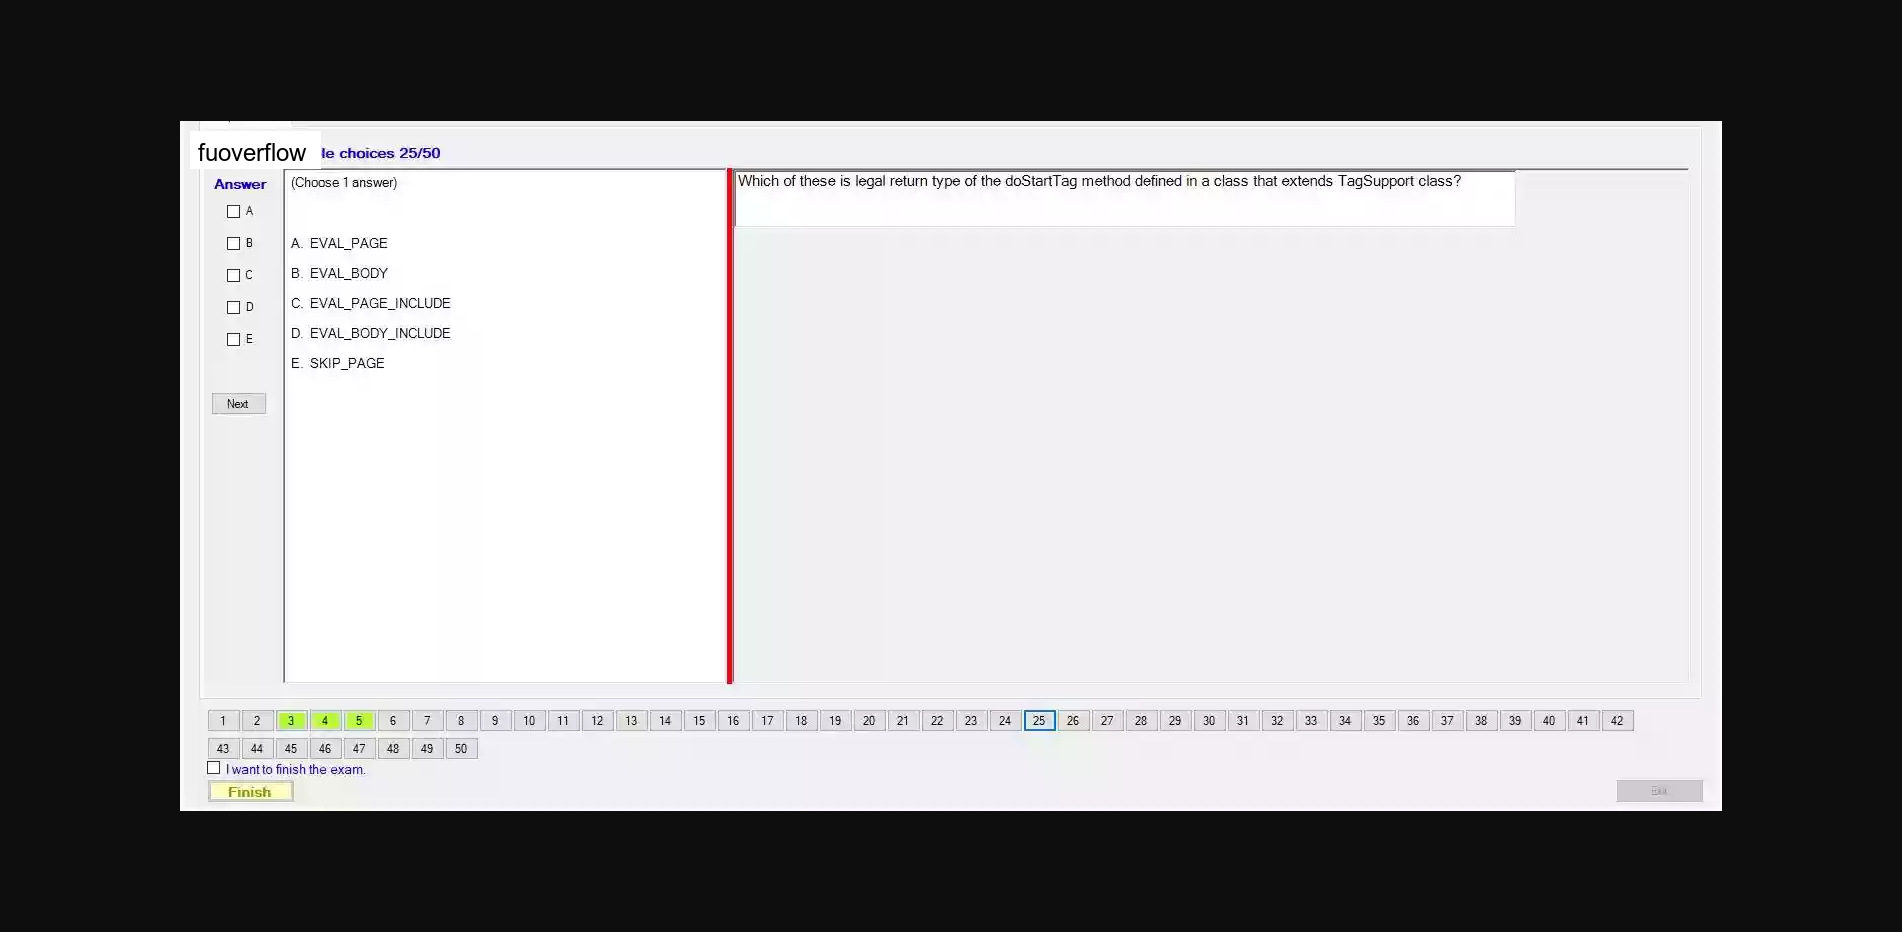 fuoverflow
le choices 25/50
Answer
(Choose 1 answer)
Which of these is legal return type of the doStartTag method defined in a class that extends TagSupport class?
A
B
C
D
E
A. EVAL_PAGE
B. EVAL_BODY
C. EVAL_PAGE_INCLUDE
D. EVAL_BODY_INCLUDE
E. SKIP_PAGE
Next
1 2 3 4 5 6 7 8 9 10 11 12 13 14 15 16 17 18 19 20 21 22 23 24 25 26 27 28 29 30 31 32 33 34 35 36 37 38 39 40 41 42
43 44 45 46 47 48 49 50
I want to finish the exam.
Finish
Exit